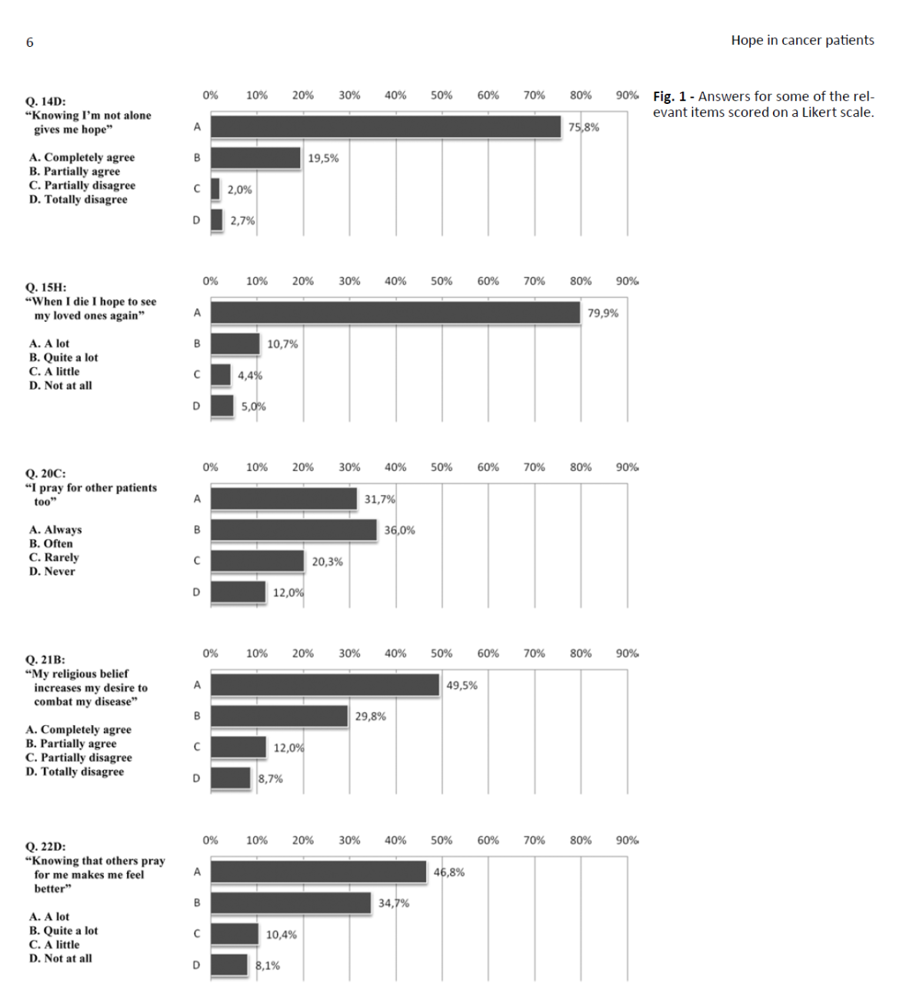 6
Hope in cancer patients
Fig. 1 - Answers for some of the rel-
evant items scored on a Likert scale.
Q. 14D:
“Knowing I’m not alone
gives me hope”
A. Completely agree
B. Partially agree
C. Partially disagree
D. Totally disagree
0% 10% 20% 30% 40% 50% 60% 70% 80% 90%
A 75,8%
B 19,5%
C 2,0%
D 2,7%
Q. 15H:
“When I die I hope to see
my loved ones again”
A. A lot
B. Quite a lot
C. A little
D. Not at all
0% 10% 20% 30% 40% 50% 60% 70% 80% 90%
A 79,9%
B 10,7%
C 4,4%
D 5,0%
Q. 20C:
“I pray for other patients
too”
A. Always
B. Often
C. Rarely
D. Never
0% 10% 20% 30% 40% 50% 60% 70% 80% 90%
A 31,7%
B 36,0%
C 20,3%
D 12,0%
Q. 21B:
“My religious belief
increases my desire to
combat my disease”
A. Completely agree
B. Partially agree
C. Partially disagree
D. Totally disagree
0% 10% 20% 30% 40% 50% 60% 70% 80% 90%
A 49,5%
B 29,8%
C 12,0%
D 8,7%
Q. 22D:
“Knowing that others pray
for me makes me feel
better”
A. A lot
B. Quite a lot
C. A little
D. Not at all
0% 10% 20% 30% 40% 50% 60% 70% 80% 90%
A 46,8%
B 34,7%
C 10,4%
D 8,1%